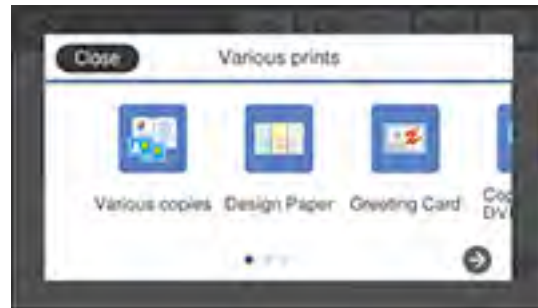 Close
Various prints
Various copies
Design Paper
Greeting Card